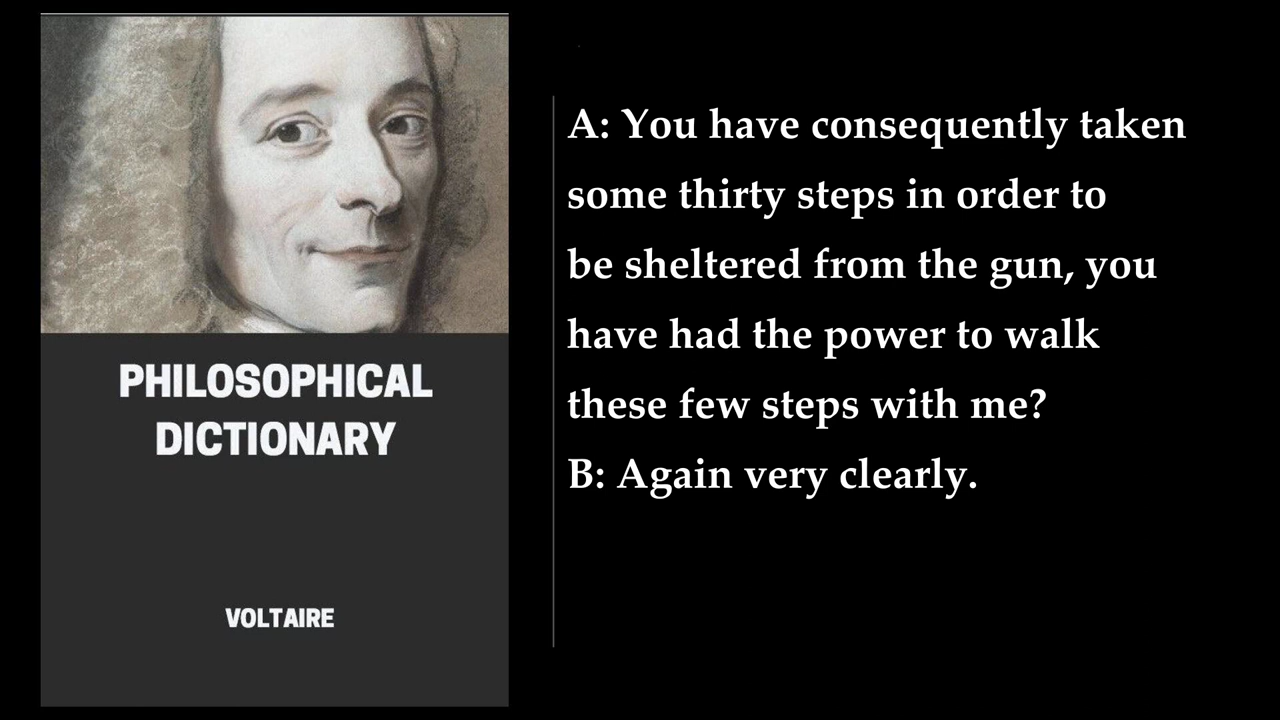 PHILOSOPHICAL
DICTIONARY
VOLTAIRE
A: You have consequently taken
some thirty steps in order to
be sheltered from the gun, you
have had the power to walk
these few steps with me?
B: Again very clearly.